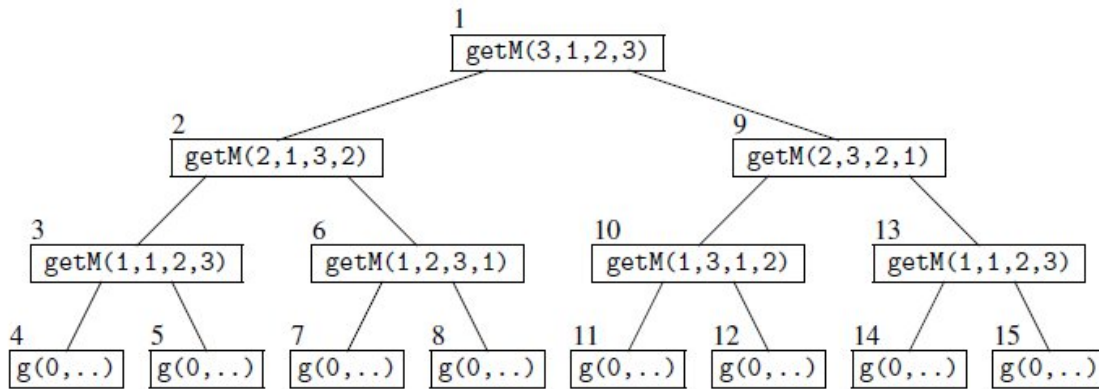 1
getM(3,1,2,3)
2 9
getM(2,1,3,2) getM(2,3,2,1)
3 6 10 13
getM(1,1,2,3) getM(1,2,3,1) getM(1,3,1,2) getM(1,1,2,3)
4 5 7 8 11 12 14 15
g(0,..) g(0,..) g(0,..) g(0,..) g(0,..) g(0,..) g(0,..) g(0,..)